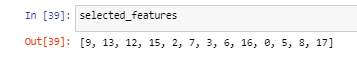 In [39]: selected_features
Out[39]: [9, 13, 12, 15, 2, 7, 3, 6, 16, 0, 5, 8, 17]